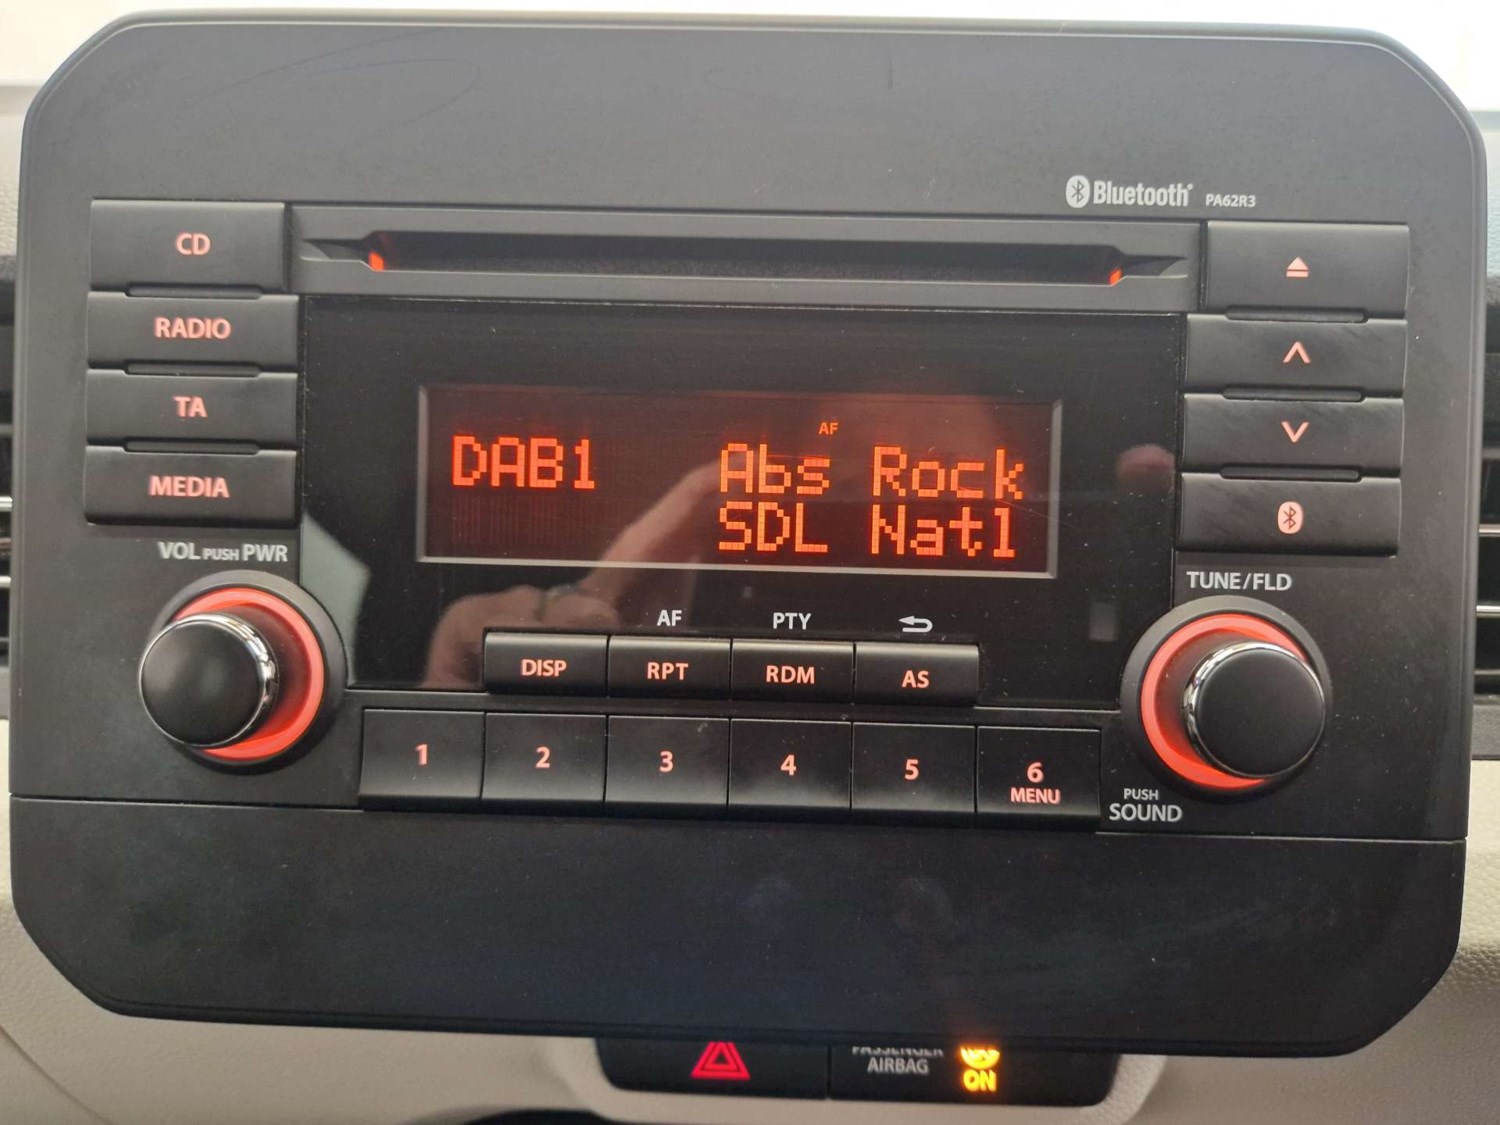 Bluetooth® PA62R3
CD
RADIO
TA
MEDIA
VOL PUSH PWR
AF
DAB1 Abs Rock
SDL Natl
TUNE/FLD
AF PTY
DISP RPT RDM AS
1 2 3 4 5 6
MENU
PUSH
SOUND
PASSENGER
AIRBAG
ON